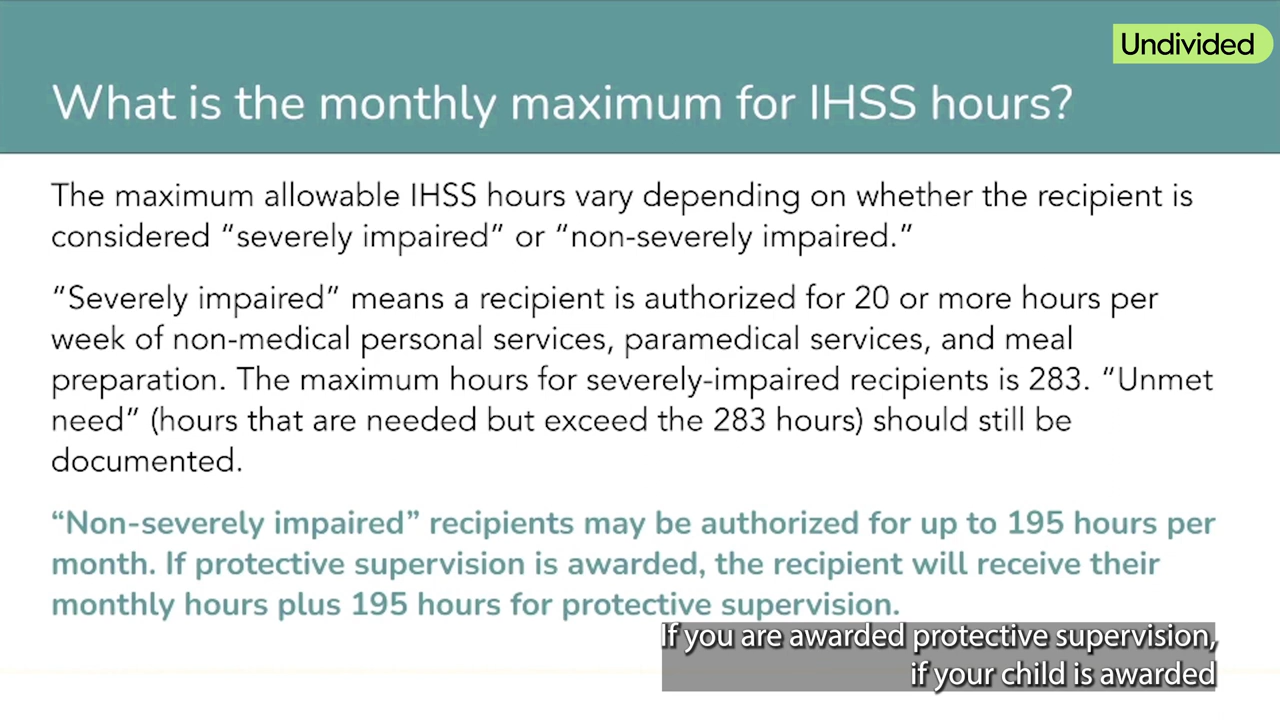 Undivided
What is the monthly maximum for IHSS hours?
The maximum allowable IHSS hours vary depending on whether the recipient is
considered “severely impaired” or “non-severely impaired.”
“Severely impaired” means a recipient is authorized for 20 or more hours per
week of non-medical personal services, paramedical services, and meal
preparation. The maximum hours for severely-impaired recipients is 283. “Unmet
need” (hours that are needed but exceed the 283 hours) should still be
documented.
“Non-severely impaired” recipients may be authorized for up to 195 hours per
month. If protective supervision is awarded, the recipient will receive their
monthly hours plus 195 hours for protective supervision.
If you are awarded protective supervision,
if your child is awarded